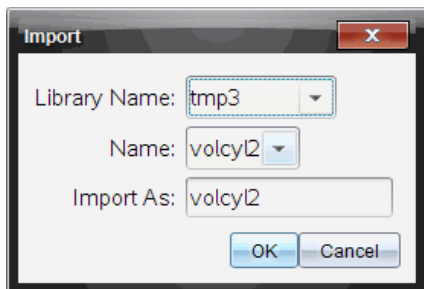 Import
Library Name: tmp3
Name: volcyl2
Import As: volcyl2
OK Cancel